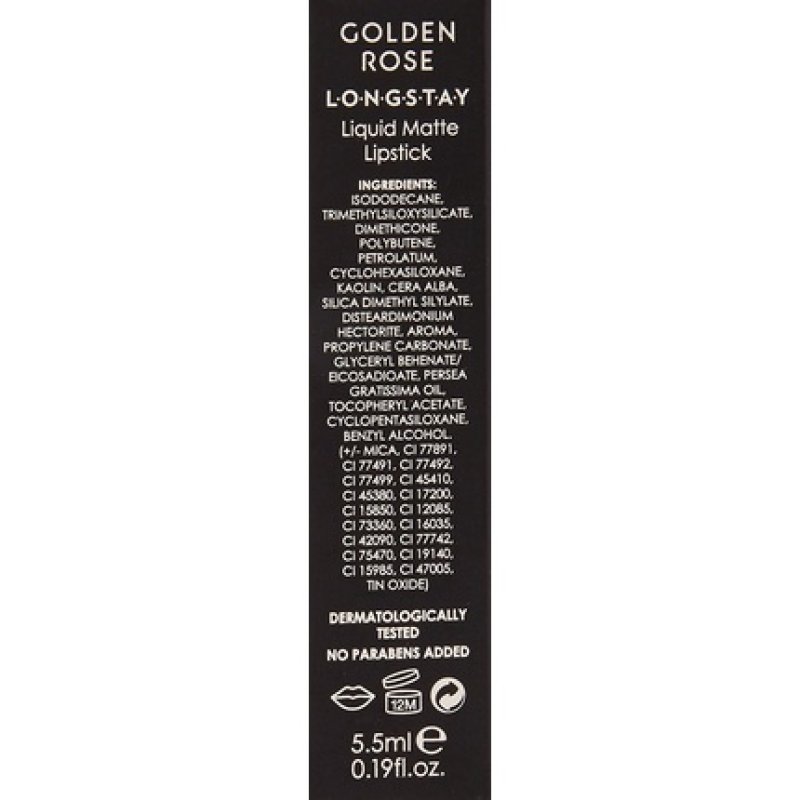 GOLDEN
ROSE
L·O·N·G·S·T·A·Y
Liquid Matte
Lipstick
INGREDIENTS:
ISODODECANE,
TRIMETHYLSILOXYSILICATE,
DIMETHICONE,
POLYBUTENE,
PETROLATUM,
CYCLOHEXASILOXANE,
KAOLIN, CERA ALBA,
SILICA DIMETHYL SILYLATE,
DISTEARDIMONIUM
HECTORITE, AROMA,
PROPYLENE CARBONATE,
GLYCERYL BEHENATE/
EICOSADIOATE, PERSEA
GRATISSIMA OIL,
TOCOPHERYL ACETATE,
CYCLOPENTASILOXANE,
BENZYL ALCOHOL.
(+/- MICA, CI 77891,
CI 77491, CI 77492,
CI 77499, CI 45410,
CI 45380, CI 17200,
CI 15850, CI 12085,
CI 73360, CI 16035,
CI 42090, CI 77742,
CI 75470, CI 19140,
CI 15985, CI 47005,
TIN OXIDE)
DERMATOLOGICALLY
TESTED
NO PARABENS ADDED
12M
5.5ml e
0.19fl.oz.